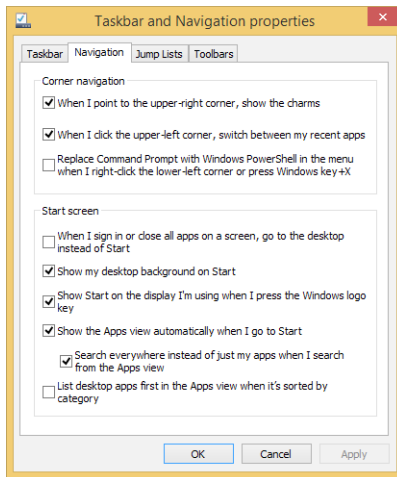 Taskbar and Navigation properties
Taskbar Navigation Jump Lists Toolbars
Corner navigation
When I point to the upper-right corner, show the charms
When I click the upper-left corner, switch between my recent apps
Replace Command Prompt with Windows PowerShell in the menu
when I right-click the lower-left corner or press Windows key+X
Start screen
When I sign in or close all apps on a screen, go to the desktop
instead of Start
Show my desktop background on Start
Show Start on the display I'm using when I press the Windows logo
key
Show the Apps view automatically when I go to Start
Search everywhere instead of just my apps when I search
from the Apps view
List desktop apps first in the Apps view when it's sorted by
category
OK Cancel Apply